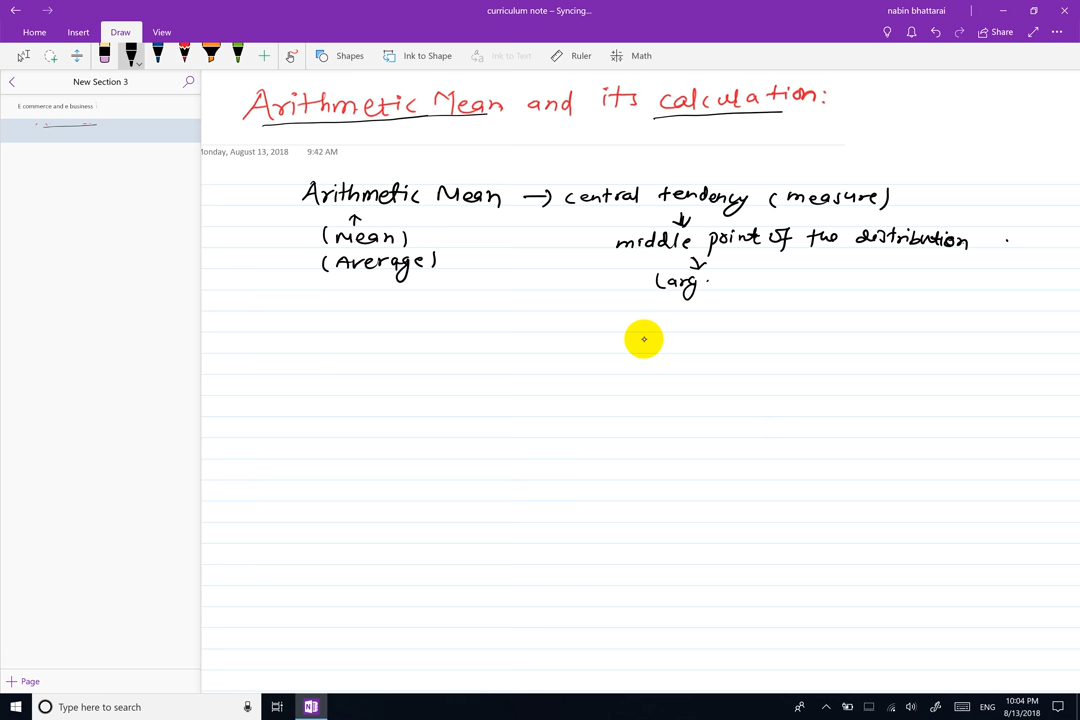 curriculum note – Syncing...
nabin bhattarai
Home Insert Draw View
Share
Shapes Ink to Shape Ink to Text Ruler Math
New Section 3
E commerce and e business
Arithmetic Mean and its calculation:
Monday, August 13, 2018 9:42 AM
Arithmetic Mean → central tendency (measure)
(Mean)
(Average)
middle point of the distribution
(arg.
+ Page
Type here to search
ENG
10:04 PM
8/13/2018